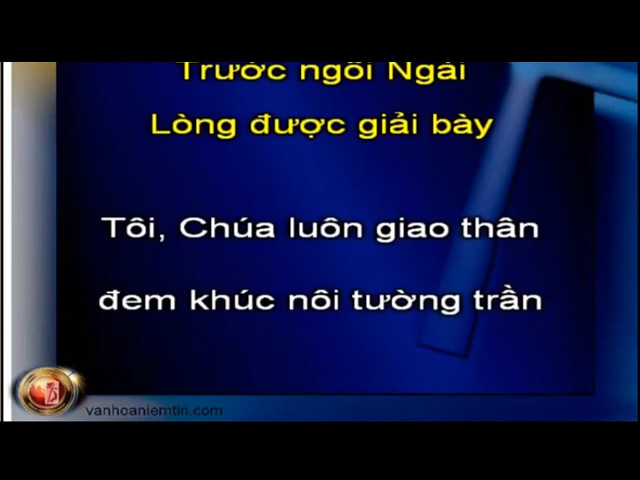 Trước ngôi Ngài
Lòng được giải bày
Tôi, Chúa luôn giao thân
đem khúc nôi tường trần
vanhoaniemtin.com